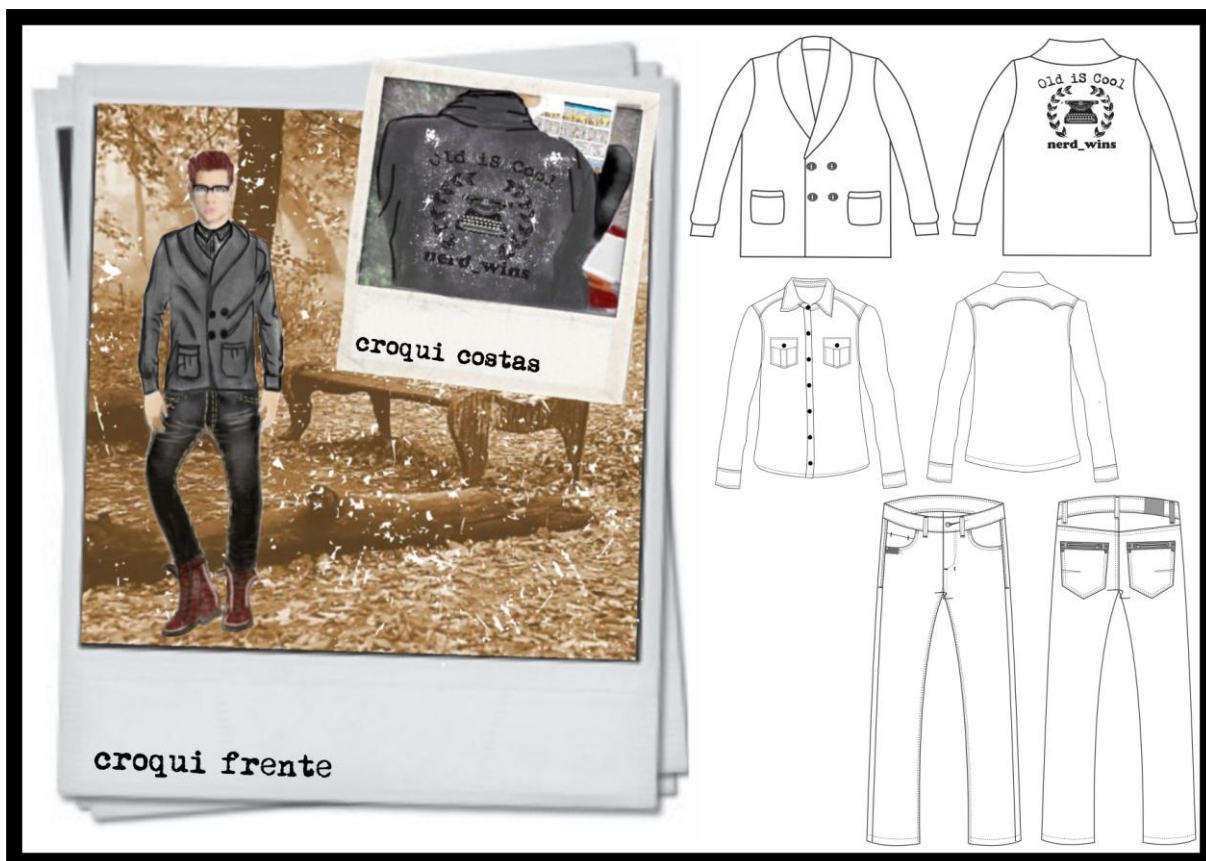 Old iS Cool
nerd_wins
croqui costas
croqui frente
Old iS Cool
nerd_wins